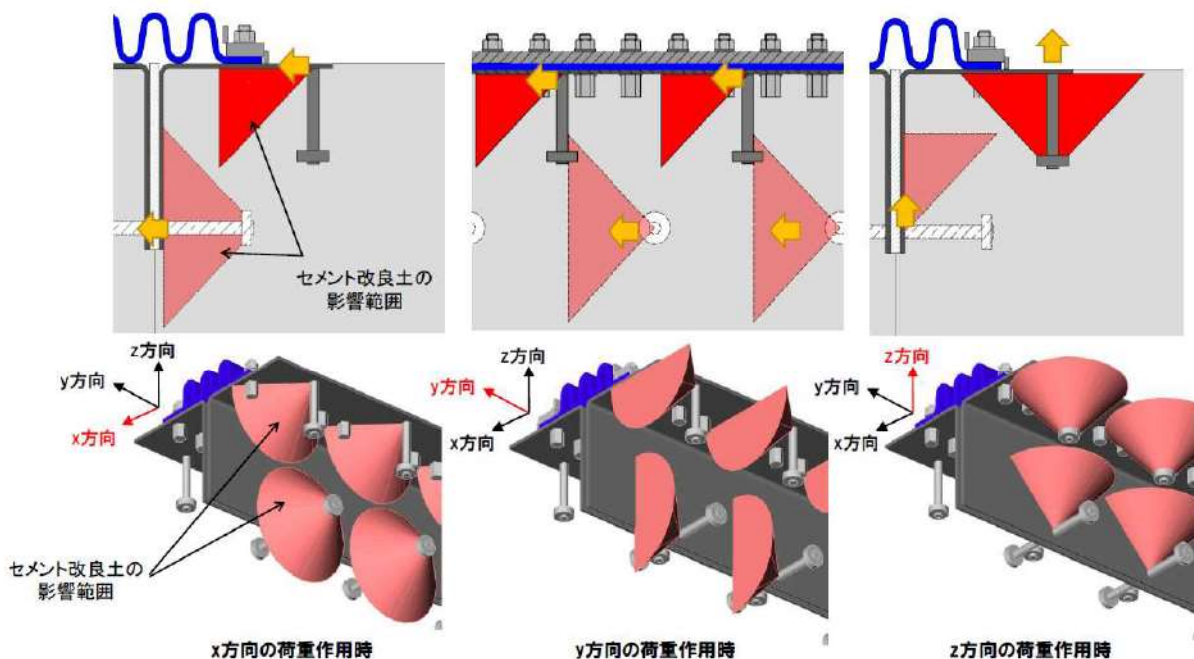 セメント改良土の
影響範囲
z方向
y方向
x方向
z方向
y方向
x方向
z方向
y方向
x方向
セメント改良土の
影響範囲
x方向の荷重作用時
y方向の荷重作用時
z方向の荷重作用時